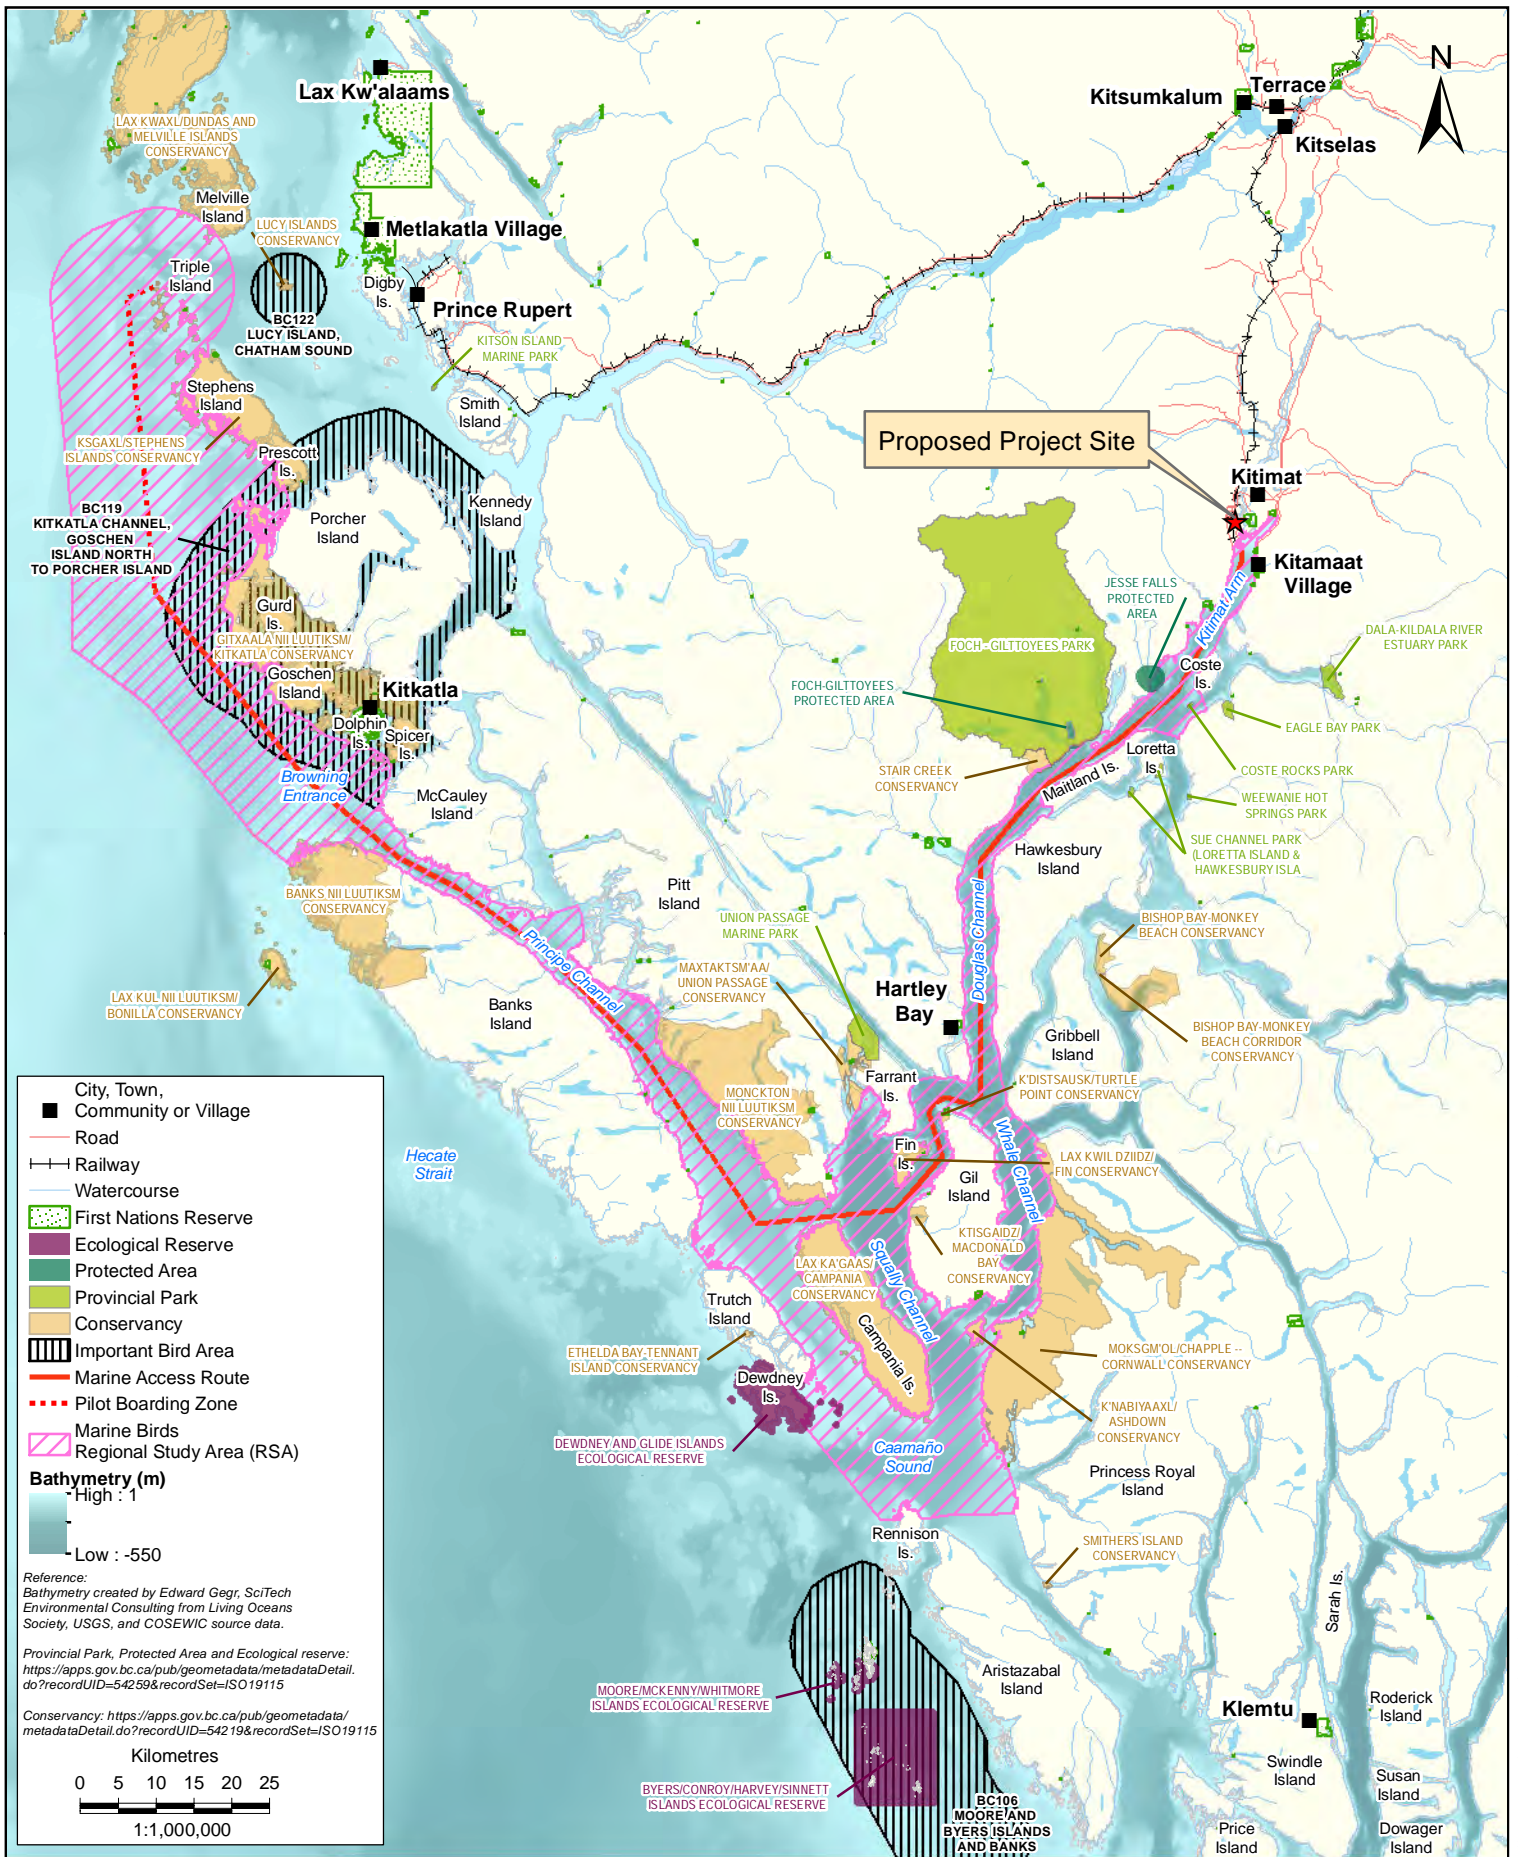 N
Lax Kw'alaams
Kitsumkalum
Terrace
Kitselas
LAX KWAXL/DUNDAS AND
MELVILLE ISLANDS
CONSERVANCY
Melville
Island
LUCY ISLANDS
CONSERVANCY
Metlakatla Village
Triple
Island
Digby
Is.
Prince Rupert
BC122
LUCY ISLAND,
CHATHAM SOUND
KITSON ISLAND
MARINE PARK
Stephens
Island
Smith
Island
KSGAXL/STEPHENS
ISLANDS CONSERVANCY
Prescott
Is.
Proposed Project Site
Kitimat
BC119
KITKATLA CHANNEL,
GOSCHEN
ISLAND NORTH
TO PORCHER ISLAND
Porcher
Island
Kennedy
Island
Kitamaat
Village
JESSE FALLS
PROTECTED
AREA
Kitimat Arm
Gurd
Is.
GITXAALA NII LUUTIKSM/
KITKATLA CONSERVANCY
FOCH - GILTTOYEES PARK
DALA-KILDALA RIVER
ESTUARY PARK
Goschen
Island
Kitkatla
Coste
Is.
FOCH-GILTTOYEES
PROTECTED AREA
Dolphin
Is.
Spicer
Is.
EAGLE BAY PARK
Loretta
Is.
STAIR CREEK
CONSERVANCY
Maitland Is.
COSTE ROCKS PARK
Browning
Entrance
McCauley
Island
WEEWANIE HOT
SPRINGS PARK
SUE CHANNEL PARK
(LORETTA ISLAND &
HAWKESBURY ISLA
Hawkesbury
Island
BANKS NII LUUTIKSM
CONSERVANCY
Pitt
Island
UNION PASSAGE
MARINE PARK
Douglas Channel
BISHOP BAY-MONKEY
BEACH CONSERVANCY
Principe Channel
MAXTAKTSM'AA/
UNION PASSAGE
CONSERVANCY
LAX KUL NII LUUTIKSM/
BONILLA CONSERVANCY
Banks
Island
Hartley
Bay
Gribbell
Island
BISHOP BAY-MONKEY
BEACH CORRIDOR
CONSERVANCY
Farrant
Is.
K'DISTSAUSK/TURTLE
POINT CONSERVANCY
MONCKTON
NII LUUTIKSM
CONSERVANCY
Whale Channel
Fin
Is.
LAX KWIL DZIIDZ/
FIN CONSERVANCY
Hecate
Strait
Gil
Island
KTISGAIDZ/
MACDONALD
BAY
CONSERVANCY
LAX KA'GAAS/
CAMPANIA
CONSERVANCY
Squally Channel
Trutch
Island
Campania Is.
ETHELDA BAY-TENNANT
ISLAND CONSERVANCY
MOKSGM'OL/CHAPPLE --
CORNWALL CONSERVANCY
Dewdney
Is.
K'NABIYAAXL/
ASHDOWN
CONSERVANCY
DEWDNEY AND GLIDE ISLANDS
ECOLOGICAL RESERVE
Caamaño
Sound
Princess Royal
Island
Rennison
Is.
SMITHERS ISLAND
CONSERVANCY
Sarah Is.
Aristazabal
Island
MOORE/MCKENNY/WHITMORE
ISLANDS ECOLOGICAL RESERVE
Roderick
Island
Klemtu
Swindle
Island
Susan
Island
BYERS/CONROY/HARVEY/SINNETT
ISLANDS ECOLOGICAL RESERVE
BC106
MOORE AND
BYERS ISLANDS
AND BANKS
Price
Island
Dowager
Island
City, Town,
Community or Village
Road
Railway
Watercourse
First Nations Reserve
Ecological Reserve
Protected Area
Provincial Park
Conservancy
Important Bird Area
Marine Access Route
Pilot Boarding Zone
Marine Birds
Regional Study Area (RSA)
Bathymetry (m)
High : 1
Low : -550
Reference:
Bathymetry created by Edward Gegr, SciTech
Environmental Consulting from Living Oceans
Society, USGS, and COSEWIC source data.
Provincial Park, Protected Area and Ecological reserve:
https://apps.gov.bc.ca/pub/geometadata/metadataDetail.
do?recordUID=54259&recordSet=ISO19115
Conservancy: https://apps.gov.bc.ca/pub/geometadata/
metadataDetail.do?recordUID=54219&recordSet=ISO19115
Kilometres
0 5 10 15 20 25
1:1,000,000